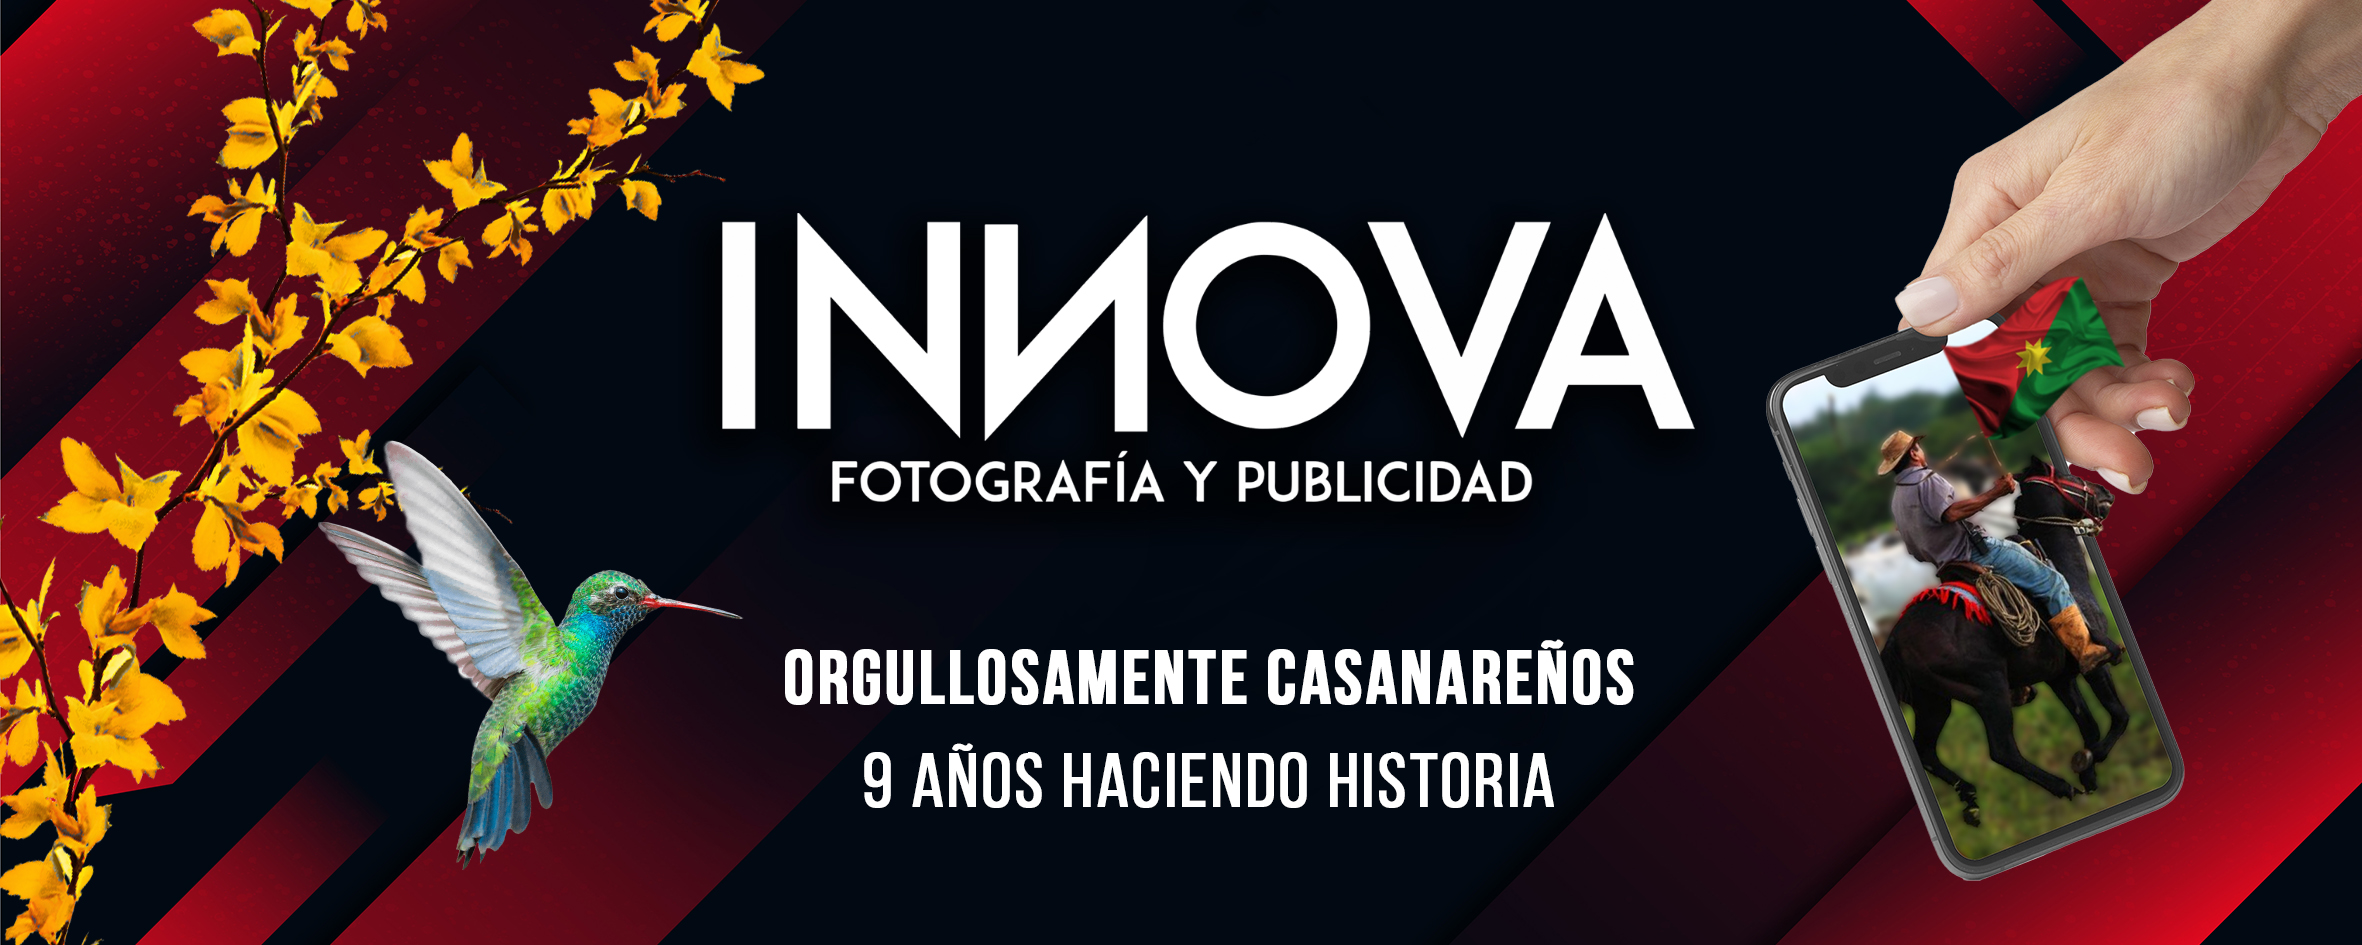 INNOVA
FOTOGRAFÍA Y PUBLICIDAD
ORGULLOSAMENTE CASANAREÑOS
9 AÑOS HACIENDO HISTORIA